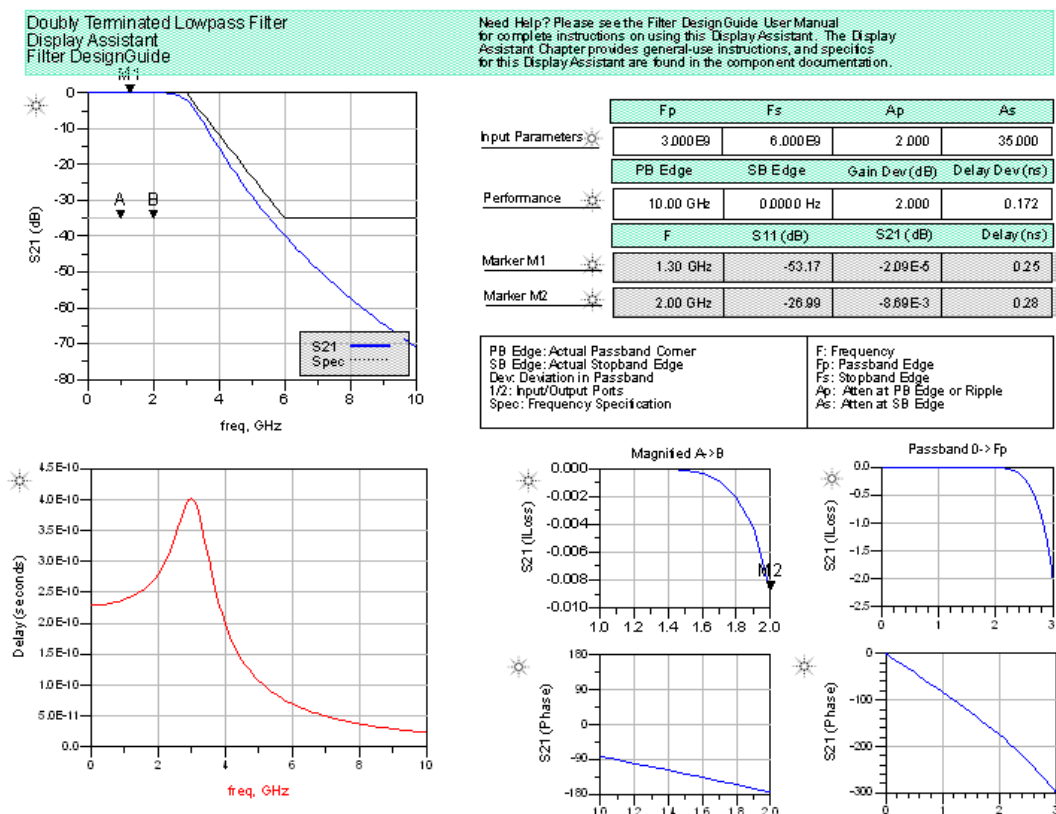 Doubly Terminated Lowpass Filter
Display Assistant
Filter DesignGuide
Need Help? Please see the Filter DesignGuide User Manual
for complete instructions on using this Display Assistant. The Display
Assistant Chapter provides general-use instructions, and specifics
for this Display Assistant are found in the component documentation.
M1
0
-10
-20
-30
-40
-50
-60
-70
-80
S21 (dB)
A B
S21
Spec
0 2 4 6 8 10
freq, GHz
Fp Fs Ap As
Input Parameters 3.000E9 6.000E9 2.000 35.000
PB Edge SB Edge Gain Dev (dB) Delay Dev (ns)
Performance 10.00 GHz 0.0000 Hz 2.000 0.172
F S11 (dB) S21 (dB) Delay (ns)
Marker M1 1.30 GHz -53.17 -2.09E-5 0.25
Marker M2 2.00 GHz -26.99 -8.69E-3 0.28
PB Edge: Actual Passband Corner
SB Edge: Actual Stopband Edge
Dev: Deviation in Passband
1/2: Input/Output Ports
Spec: Frequency Specification
F: Frequency
Fp: Passband Edge
Fs: Stopband Edge
Ap: Atten at PB Edge or Ripple
As: Atten at SB Edge
4.5E-10
4.0E-10
3.5E-10
3.0E-10
2.5E-10
2.0E-10
1.5E-10
1.0E-10
5.0E-11
0.0
Delay (seconds)
0 2 4 6 8 10
freq, GHz
Magnified A->B
0.000
-0.002
-0.004
-0.006
-0.008
-0.010
S21 (ILoss)
M2
1.0 1.2 1.4 1.6 1.8 2.0
Passband 0->Fp
0.0
-0.5
-1.0
-1.5
-2.0
-2.5
S21 (ILoss)
0 1 2 3
180
90
0
-90
-180
S21 (Phase)
1.0 1.2 1.4 1.6 1.8 2.0
0
-100
-200
-300
S21 (Phase)
0 1 2 3